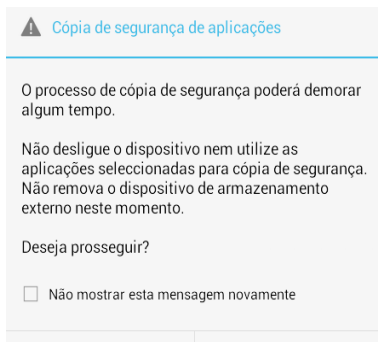 Cópia de segurança de aplicações
O processo de cópia de segurança poderá demorar
algum tempo.
Não desligue o dispositivo nem utilize as
aplicações seleccionadas para cópia de segurança.
Não remova o dispositivo de armazenamento
externo neste momento.
Deseja prosseguir?
Não mostrar esta mensagem novamente